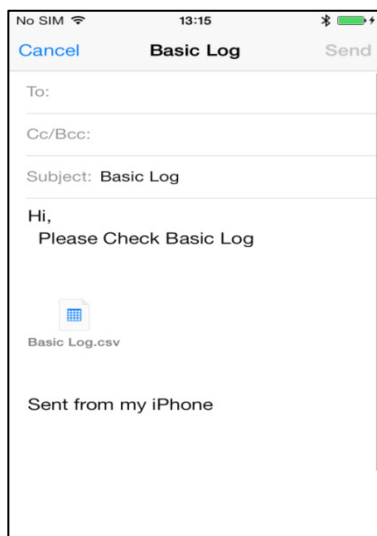 No SIM 13:15
Cancel Basic Log Send
To:
Cc/Bcc:
Subject: Basic Log
Hi,
Please Check Basic Log
Basic Log.csv
Sent from my iPhone